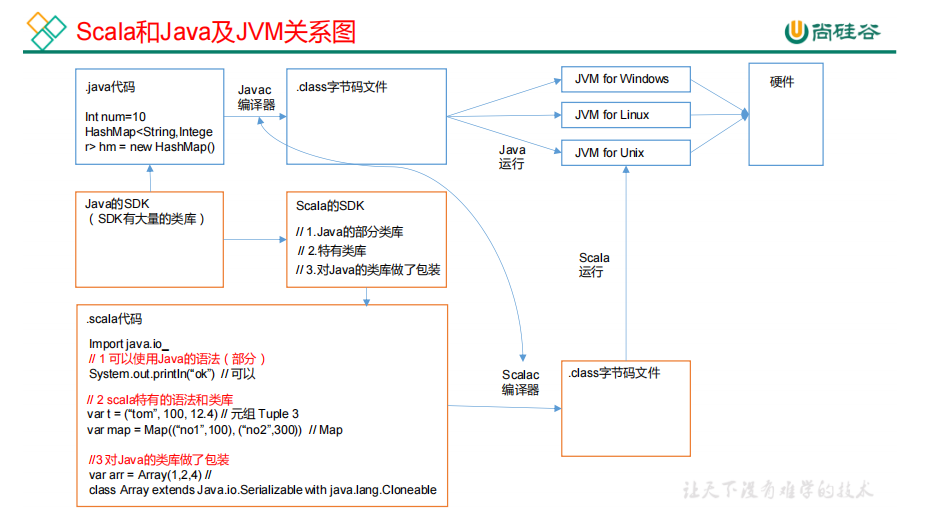 Scala和Java及JVM关系图
尚硅谷
.java代码
Int num=10
HashMap<String,Intege
r> hm = new HashMap()
Javac
编译器
.class字节码文件
JVM for Windows
JVM for Linux
JVM for Unix
硬件
Java
运行
Java的SDK
（SDK有大量的类库）
Scala的SDK
// 1.Java的部分类库
// 2.特有类库
// 3.对Java的类库做了包装
Scala
运行
.scala代码
Import java.io_
// 1 可以使用Java的语法（部分）
System.out.println(“ok”) // 可以
// 2 scala特有的语法和类库
var t = (“tom”, 100, 12.4) // 元组 Tuple 3
var map = Map((“no1”,100), (“no2”,300)) // Map
//3 对Java的类库做了包装
var arr = Array(1,2,4) //
class Array extends Java.io.Serializable with java.lang.Cloneable
Scalac
编译器
.class字节码文件
让天下没有难学的技术